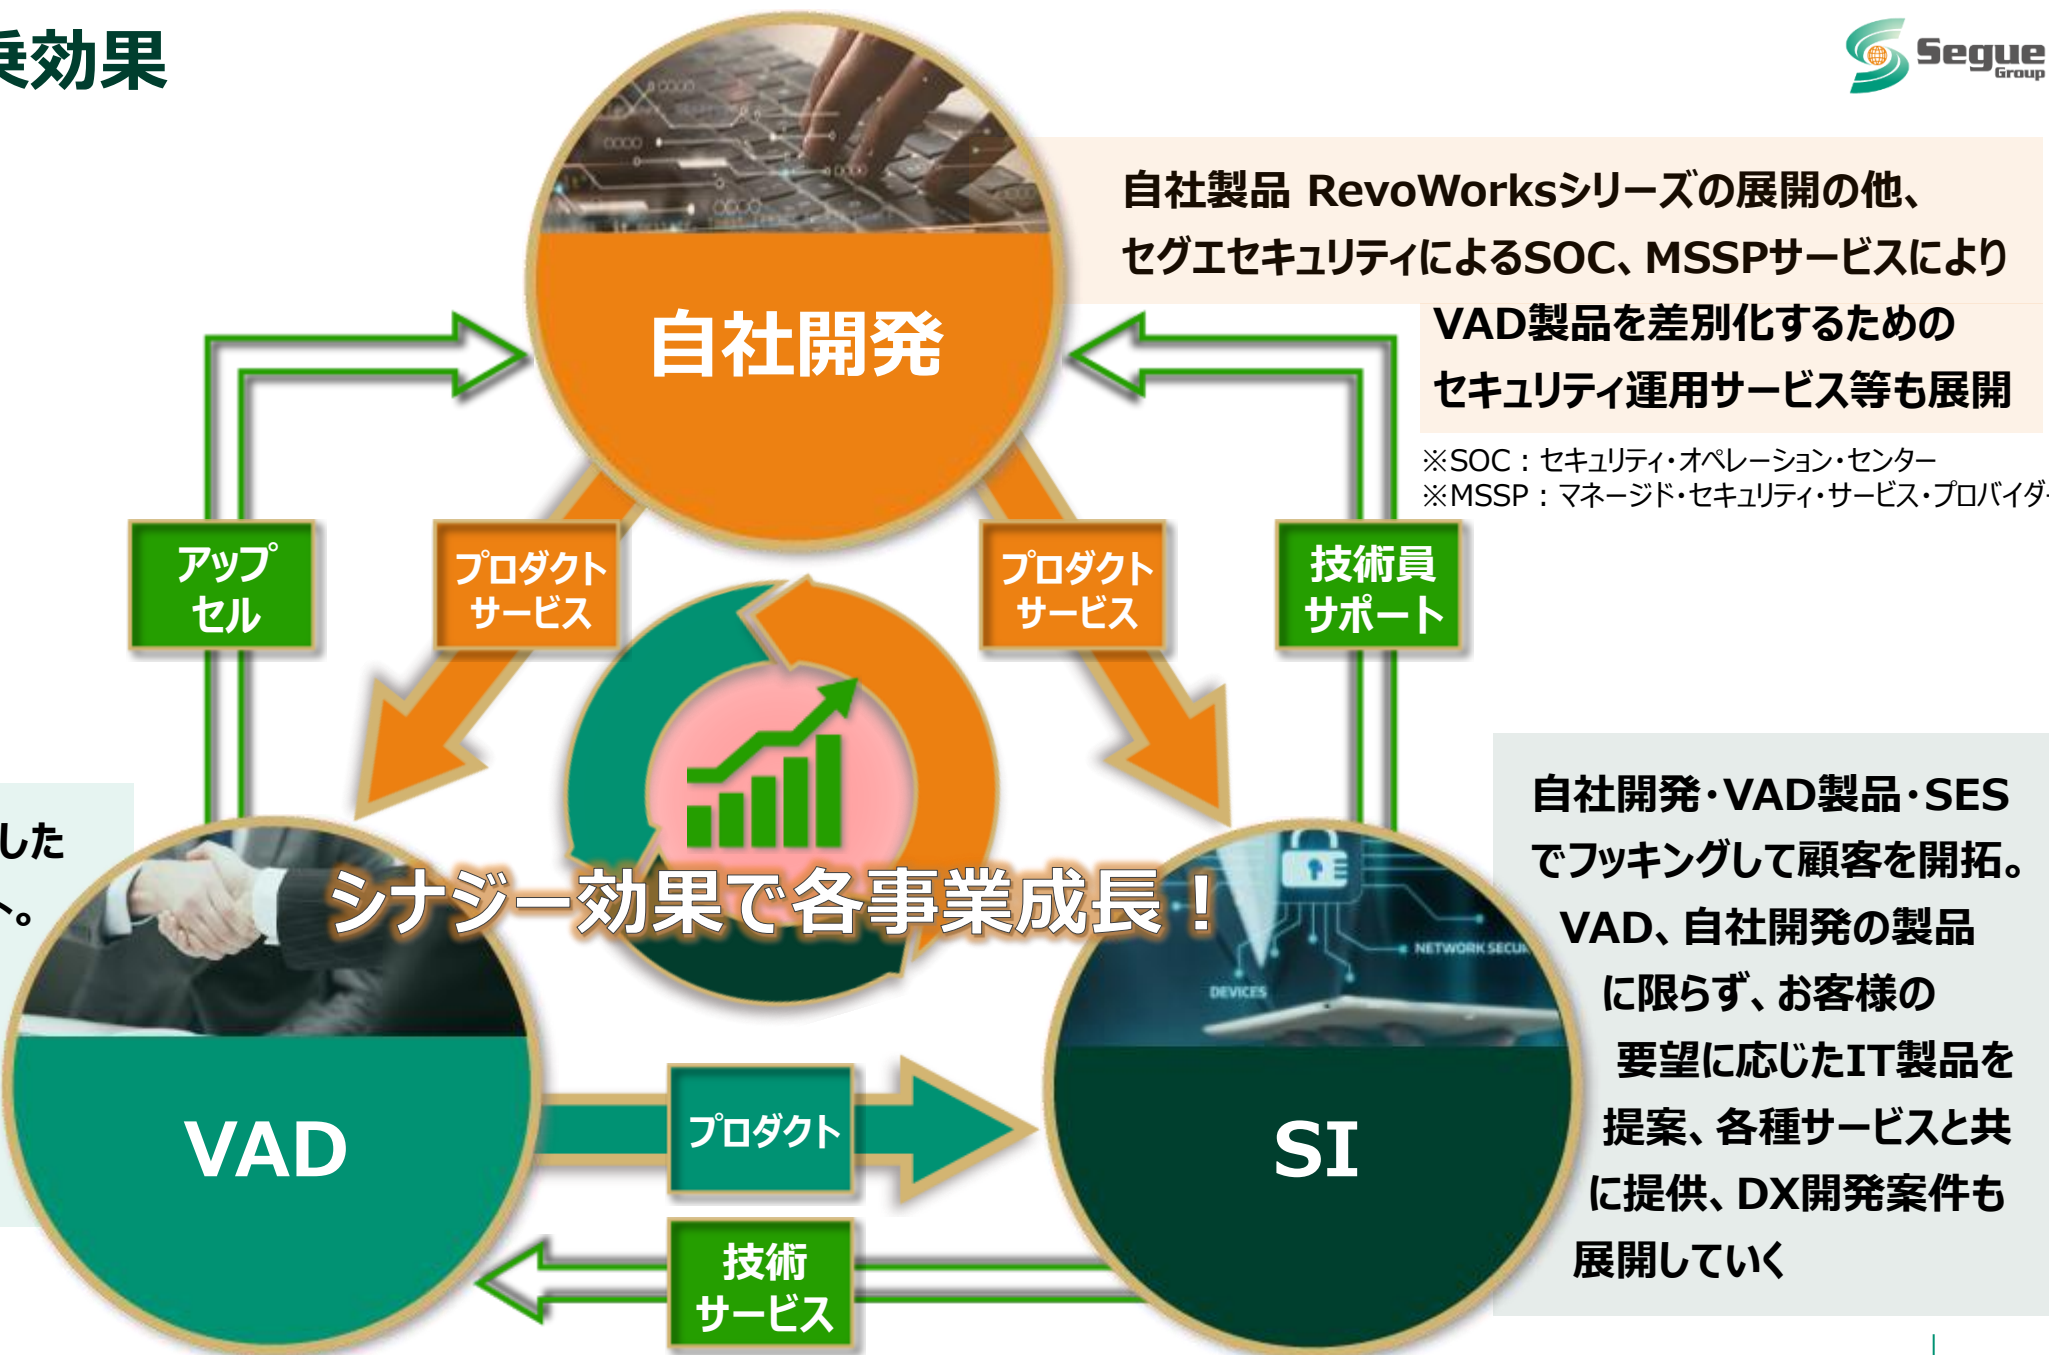 乗効果
Segue
Group
自社製品 RevoWorksシリーズの展開の他、
セグエセキュリティによるSOC、MSSPサービスにより
VAD製品を差別化するための
セキュリティ運用サービス等も展開
※SOC：セキュリティ・オペレーション・センター
※MSSP：マネージド・セキュリティ・サービス・プロバイダー
自社開発
アップ
セル
プロダクト
サービス
プロダクト
サービス
技術員
サポート
した
ト。
シナジー効果で各事業成長！
NETWORK SECUR
DEVICES
VAD
プロダクト
SI
技術
サービス
自社開発・VAD製品・SES
でフッキングして顧客を開拓。
VAD、自社開発の製品
に限らず、お客様の
要望に応じたIT製品を
提案、各種サービスと共
に提供、DX開発案件も
展開していく